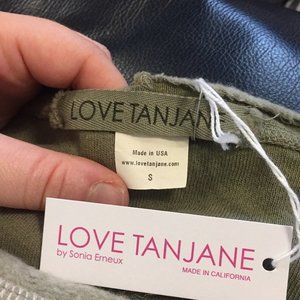 LOVE TANJANE
Made in USA
www.lovetanjane.com
S
LOVE TANJANE
by Sonia Erneux
MADE IN CALIFORNIA